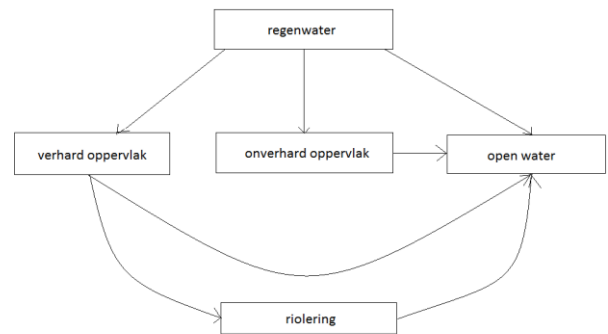 regenwater
verhard oppervlak
onverhard oppervlak
open water
riolering